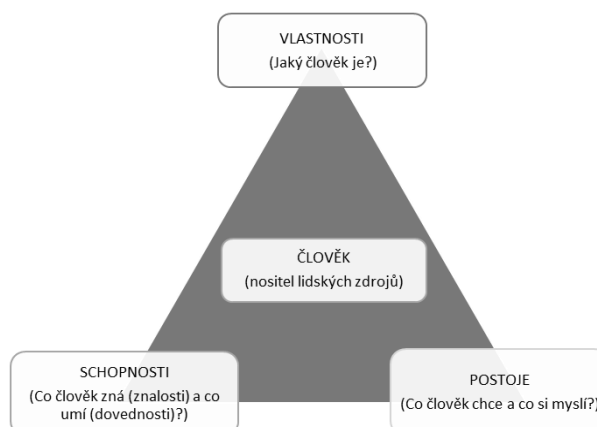 VLASTNOSTI
(Jaký člověk je?)
ČLOVĚK
(nositel lidských zdrojů)
SCHOPNOSTI
(Co člověk zná (znalosti) a co
umí (dovednosti)?)
POSTOJE
(Co člověk chce a co si myslí?)